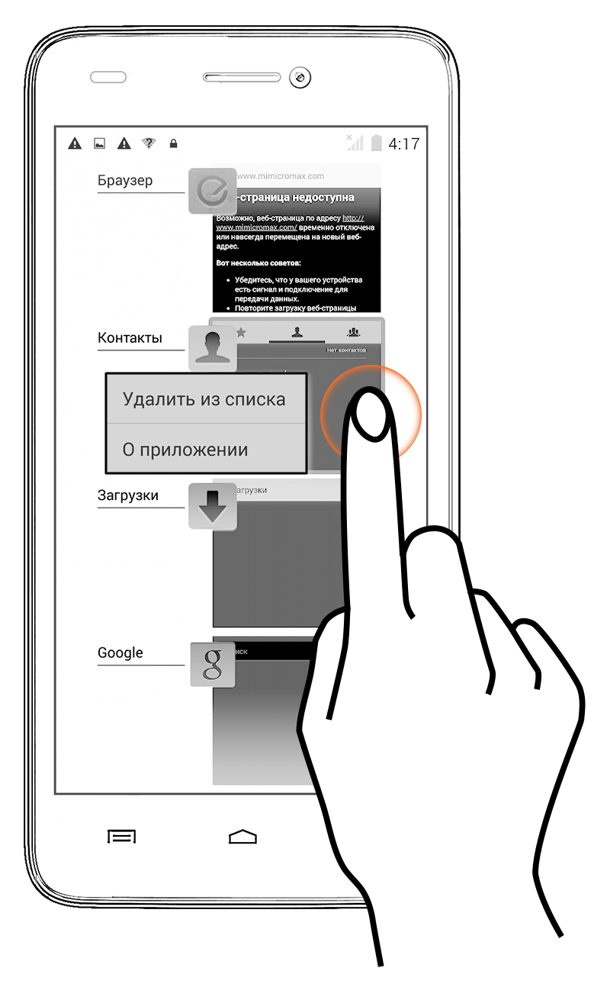 4:17
Браузер
www.mimicromax.com
-страница недоступна
Возможно, веб-страница по адресу http://
www.mimicromax.com/ временно отключена
или навсегда перемещена на новый веб-
адрес.
Вот несколько советов:
• Убедитесь, что у вашего устройства
есть сигнал и подключение для
передачи данных.
• Повторите загрузку веб-страницы
Контакты
Нет контактов
Удалить из списка
О приложении
Загрузки
агрузки
Google
g
иск